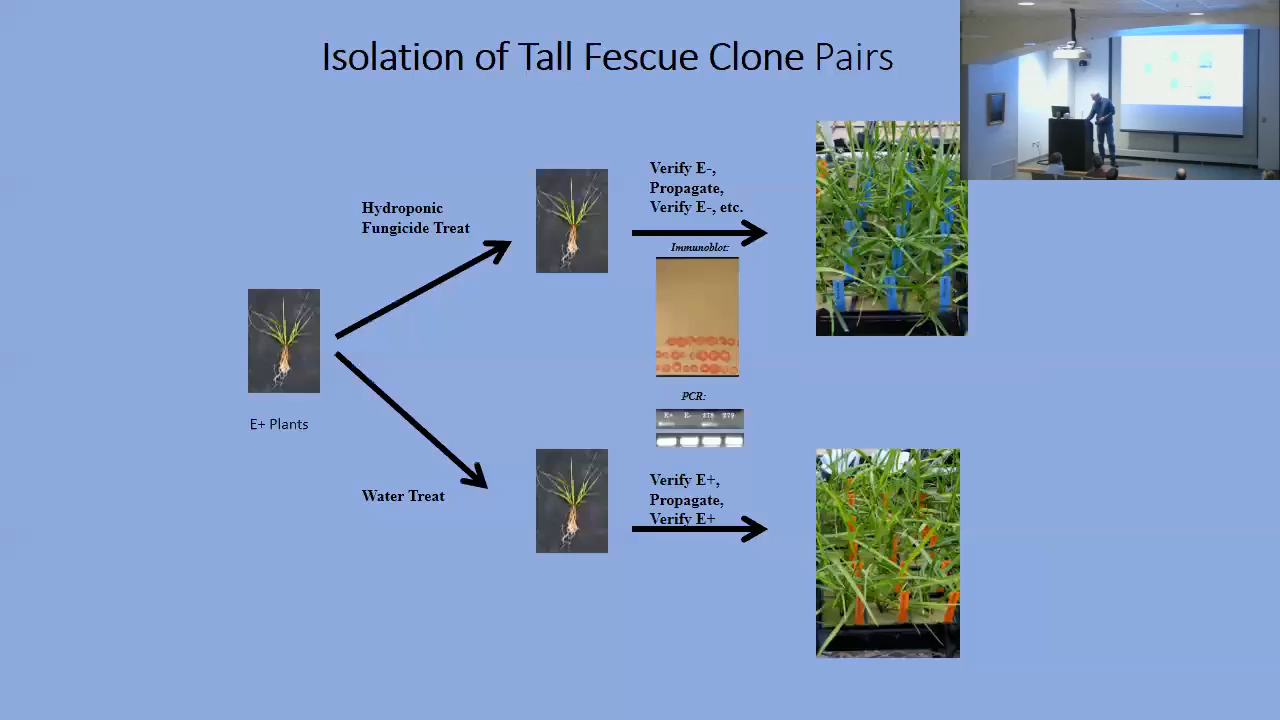 Isolation of Tall Fescue Clone Pairs
Hydroponic
Fungicide Treat
Verify E-,
Propagate,
Verify E-, etc.
Immunoblot:
PCR:
E+ E- 278 279
E+ Plants
Water Treat
Verify E+,
Propagate,
Verify E+